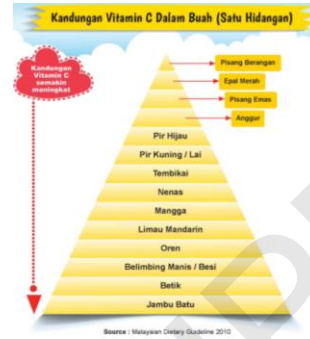 Kandungan Vitamin C Dalam Buah (Satu Hidangan)
Kandungan
Vitamin C
semakin
meningkat
Pisang Berangan
Epal Merah
Pisang Emas
Anggur
Pir Hijau
Pir Kuning / Lai
Tembikai
Nenas
Mangga
Limau Mandarin
Oren
Belimbing Manis / Besi
Betik
Jambu Batu
Source : Malaysian Dietary Guideline 2010